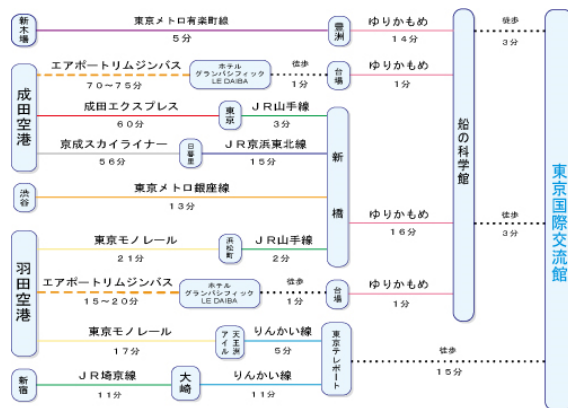 新木場
東京メトロ有楽町線
5分
豊洲
ゆりかもめ
14分
徒歩
3分
成田空港
エアポートリムジンバス
70～75分
ホテル
グランパシフィック
LE DAIBA
徒歩
1分
台場
ゆりかもめ
1分
成田エクスプレス
60分
東京
JR山手線
3分
京成スカイライナー
56分
日暮里
JR京浜東北線
15分
新橋
渋谷
東京メトロ銀座線
13分
ゆりかもめ
16分
船の科学館
徒歩
3分
東京国際交流館
羽田空港
東京モノレール
21分
浜松町
JR山手線
2分
エアポートリムジンバス
15～20分
ホテル
グランパシフィック
LE DAIBA
徒歩
1分
台場
ゆりかもめ
1分
東京モノレール
17分
天王洲
アイル
りんかい線
5分
東京テレポート
徒歩
15分
新宿
JR埼京線
11分
大崎
りんかい線
11分